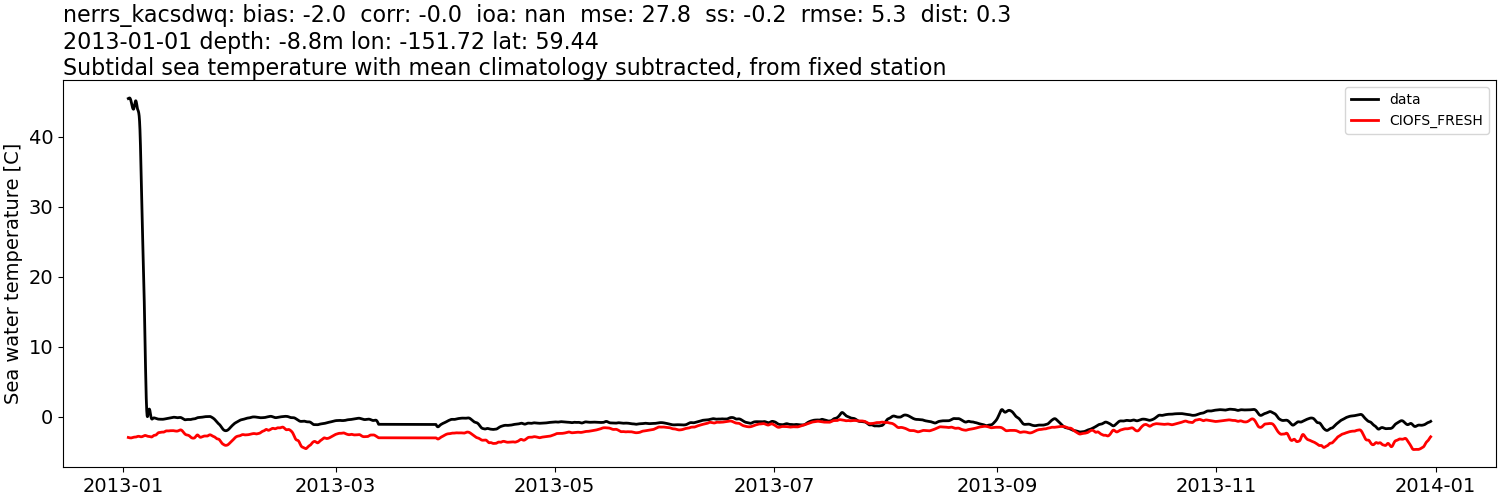 nerrs_kacsdwq: bias: -2.0  corr: -0.0  ioa: nan  mse: 27.8  ss: -0.2  rmse: 5.3  dist: 0.3
2013-01-01 depth: -8.8m lon: -151.72 lat: 59.44
Subtidal sea temperature with mean climatology subtracted, from fixed station
data
CIOFS_FRESH
Sea water temperature [C]
40
30
20
10
0
2013-01
2013-03
2013-05
2013-07
2013-09
2013-11
2014-01